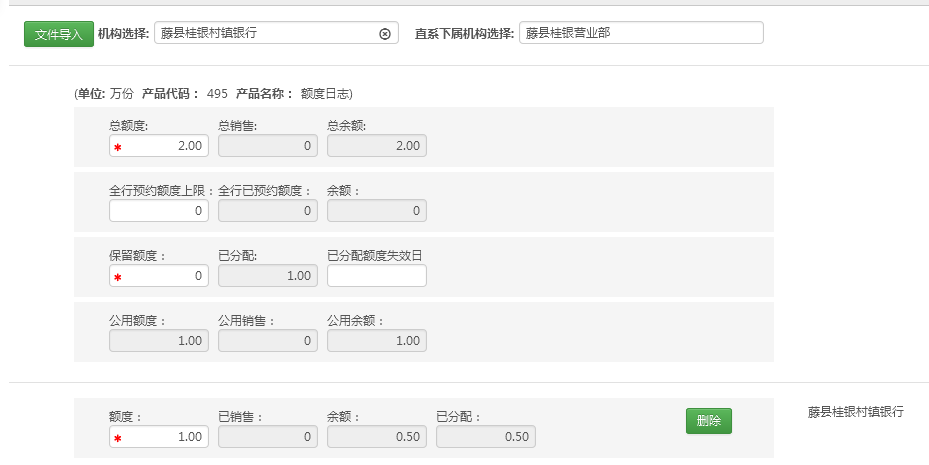 文件导入 机构选择: 藤县桂银村镇银行 直系下属机构选择: 藤县桂银营业部
(单位: 万份 产品代码： 495 产品名称： 额度日志)
总额度: 总销售: 总余额:
* 2.00 0 2.00
全行预约额度上限： 全行已预约额度： 余额：
0 0 0
保留额度： 已分配: 已分配额度失效日
* 0 1.00
公用额度： 公用销售： 公用余额：
1.00 0 1.00
额度： 已销售： 余额： 已分配： 删除 藤县桂银村镇银行
* 1.00 0 0.50 0.50